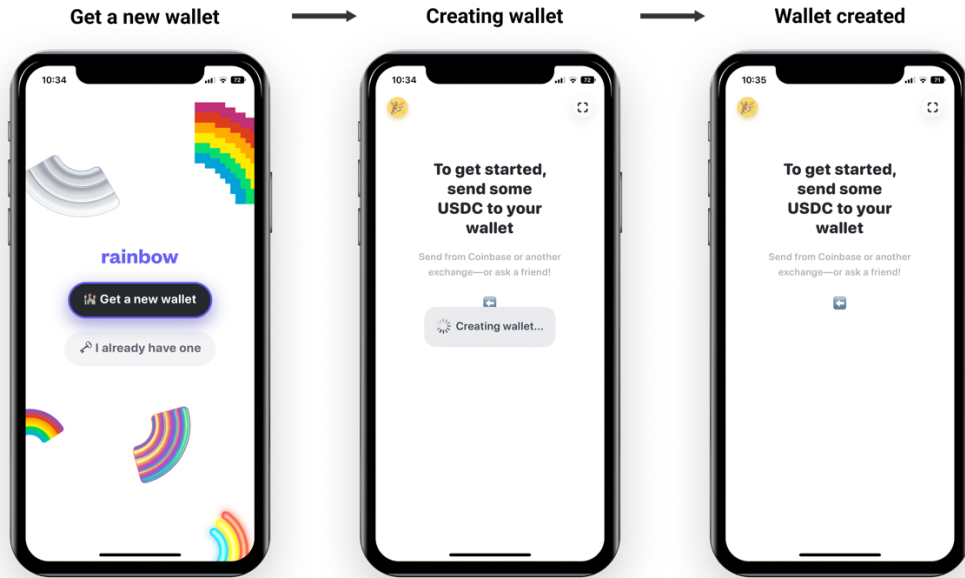 Get a new wallet
Creating wallet
Wallet created
10:34
72
rainbow
Get a new wallet
I already have one
10:34
72
To get started,
send some
USDC to your
wallet
Send from Coinbase or another
exchange—or ask a friend!
Creating wallet...
10:35
71
To get started,
send some
USDC to your
wallet
Send from Coinbase or another
exchange—or ask a friend!